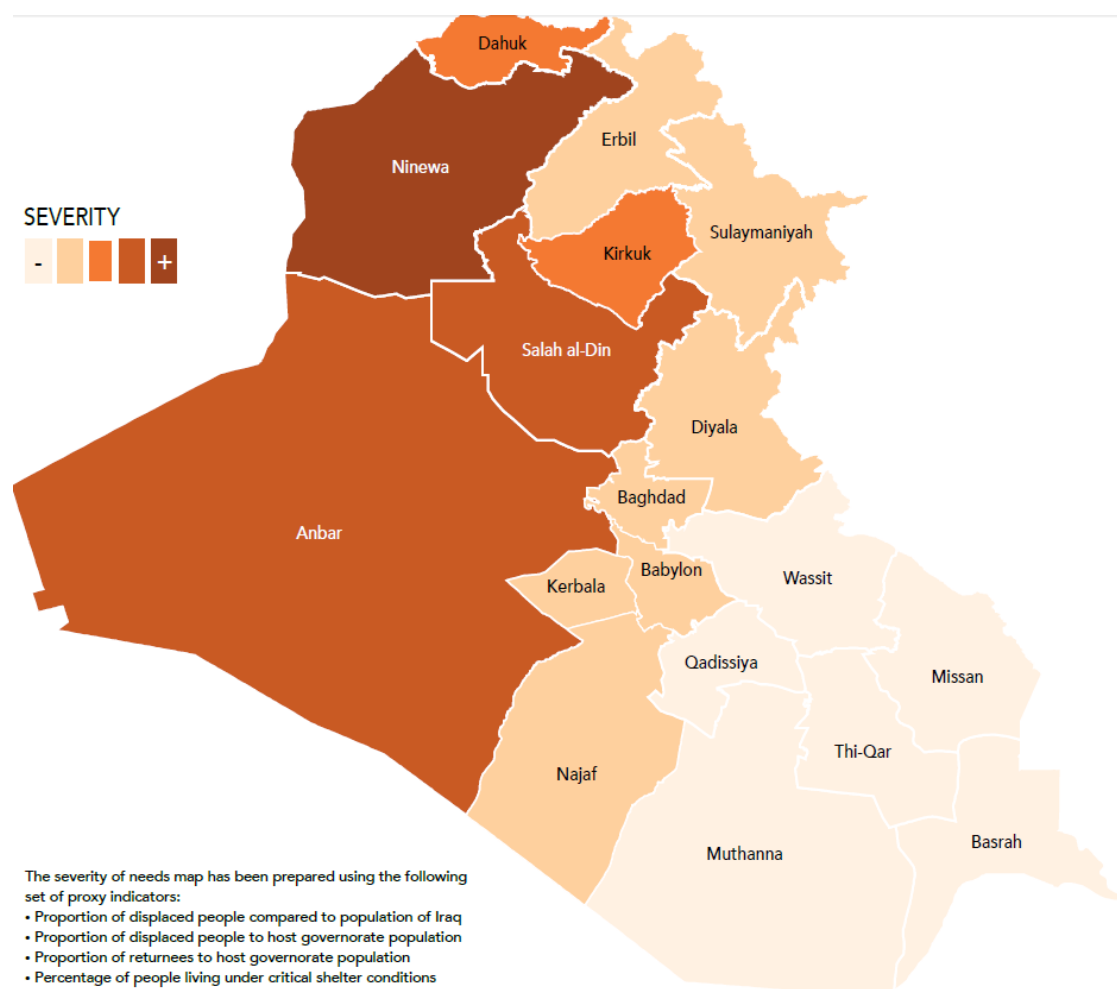 Dahuk
Erbil
Ninewa
SEVERITY
Sulaymaniyah
Kirkuk
- +
Salah al-Din
Diyala
Baghdad
Anbar
Babylon
Wassit
Kerbala
Qadissiya
Missan
Thi-Qar
Najaf
Basrah
Muthanna
The severity of needs map has been prepared using the following
set of proxy indicators:
• Proportion of displaced people compared to population of Iraq
• Proportion of displaced people to host governorate population
• Proportion of returnees to host governorate population
• Percentage of people living under critical shelter conditions